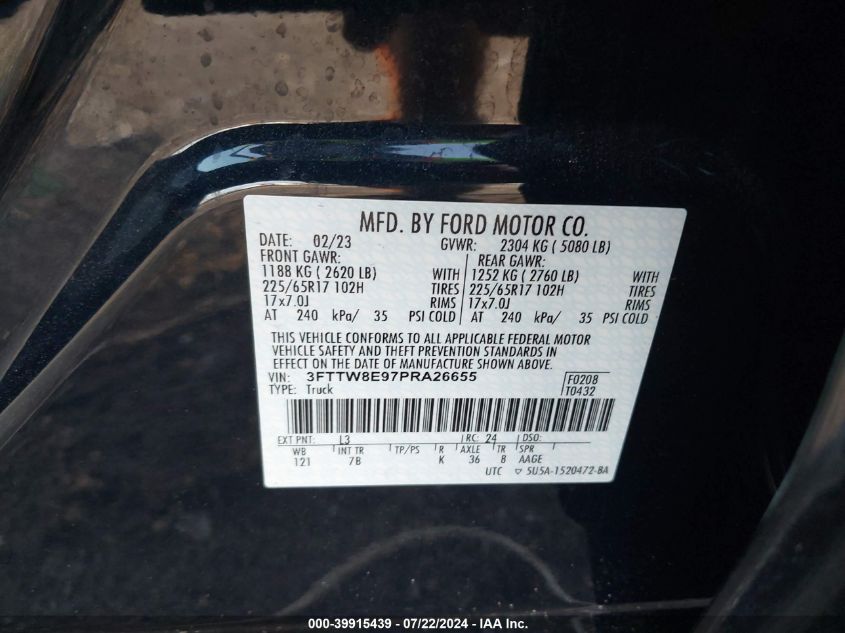 MFD. BY FORD MOTOR CO.
DATE: 02/23 GVWR: 2304 KG ( 5080 LB)
FRONT GAWR: REAR GAWR:
1188 KG ( 2620 LB) WITH 1252 KG ( 2760 LB) WITH
225/65R17 102H TIRES 225/65R17 102H TIRES
17x7.0J RIMS 17x7.0J RIMS
AT 240 kPa/ 35 PSI COLD AT 240 kPa/ 35 PSI COLD
THIS VEHICLE CONFORMS TO ALL APPLICABLE FEDERAL MOTOR
VEHICLE SAFETY AND THEFT PREVENTION STANDARDS IN
EFFECT ON THE DATE OF MANUFACTURE SHOWN ABOVE.
VIN: 3FTTW8E97PRA26655 F0208
TYPE: Truck T0432
EXT PNT: L3 RC: 24 DSO:
WB INT TR TP/PS R AXLE TR SPR
121 7B K 36 B AAGE
UTC ▽ 5U5A-1520472-BA
000-39915439 - 07/22/2024 - IAAI.com